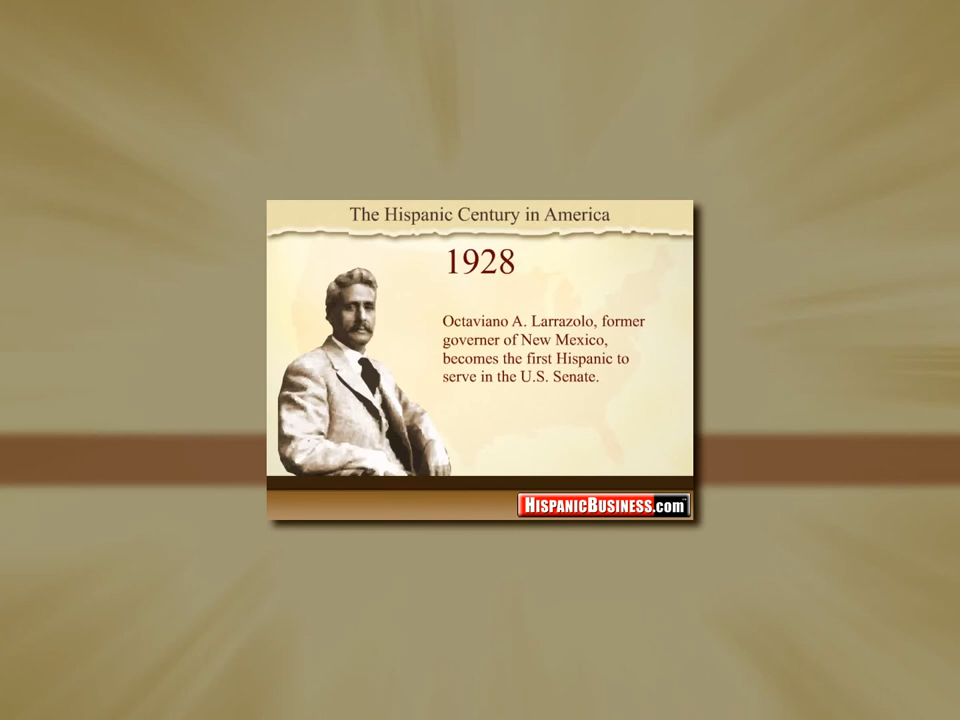 The Hispanic Century in America
1928
Octaviano A. Larrazolo, former
governer of New Mexico,
becomes the first Hispanic to
serve in the U.S. Senate.
HISPANICBUSINESS.com